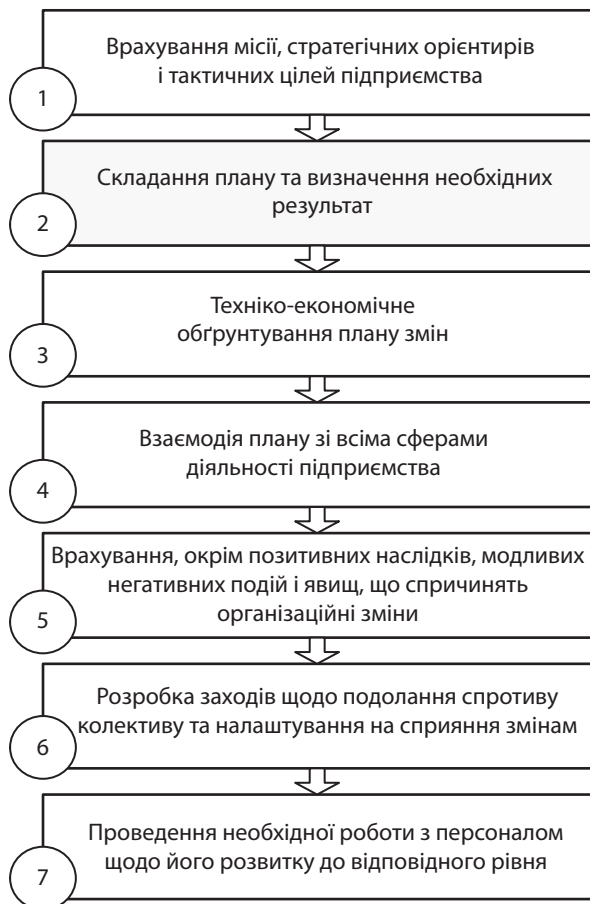 Врахування місії, стратегічних орієнтирів
і тактичних цілей підприємства
1
Складання плану та визначення необхідних
результат
2
Техніко-економічне
обґрунтування плану змін
3
Взаємодія плану зі всіма сферами
діяльності підприємства
4
Врахування, окрім позитивних наслідків, модливих
негативних подій і явищ, що спричинять
організаційні зміни
5
Розробка заходів щодо подолання спротиву
колективу та налаштування на сприяння змінам
6
Проведення необхідної роботи з персоналом
щодо його розвитку до відповідного рівня
7